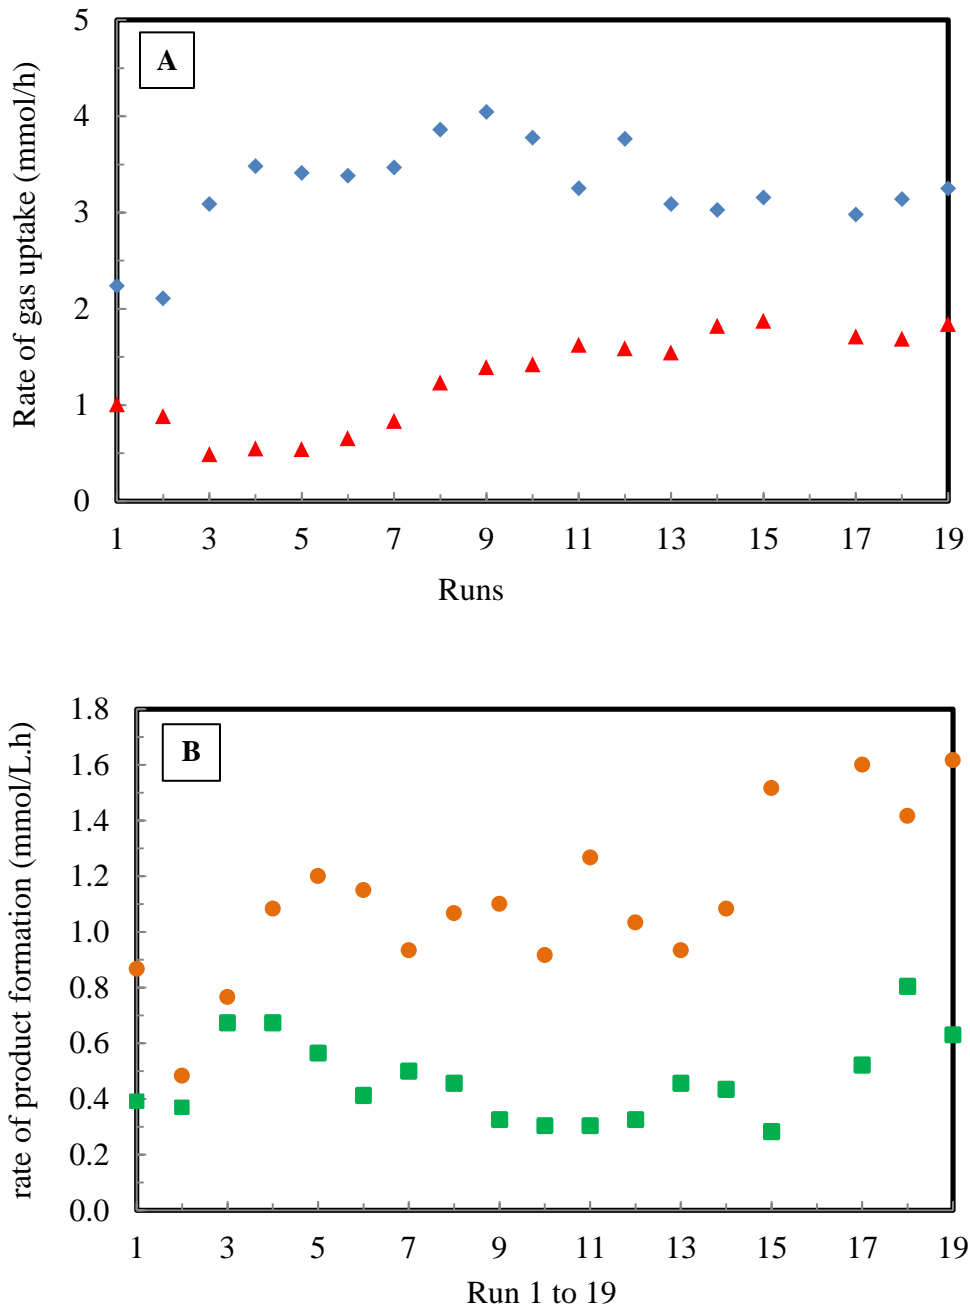 A
Rate of gas uptake (mmol/h)
5
4
3
2
1
0
1 3 5 7 9 11 13 15 17 19
Runs
B
rate of product formation (mmol/L.h)
1.8
1.6
1.4
1.2
1.0
0.8
0.6
0.4
0.2
0.0
1 3 5 7 9 11 13 15 17 19
Run 1 to 19